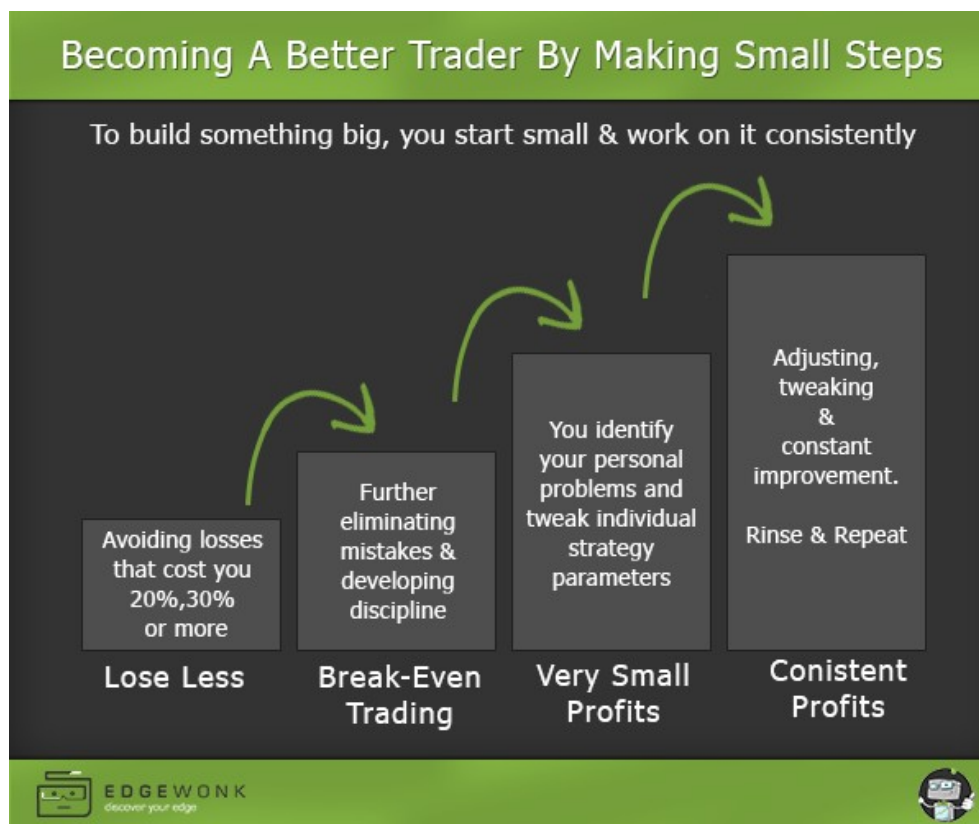 Becoming A Better Trader By Making Small Steps
To build something big, you start small & work on it consistently
Avoiding losses
that cost you
20%,30%
or more
Lose Less
Further
eliminating
mistakes &
developing
discipline
Break-Even
Trading
You identify
your personal
problems and
tweak individual
strategy
parameters
Very Small
Profits
Adjusting,
tweaking
&
constant
improvement.
Rinse & Repeat
Conistent
Profits
EDGEWONK
discover your edge